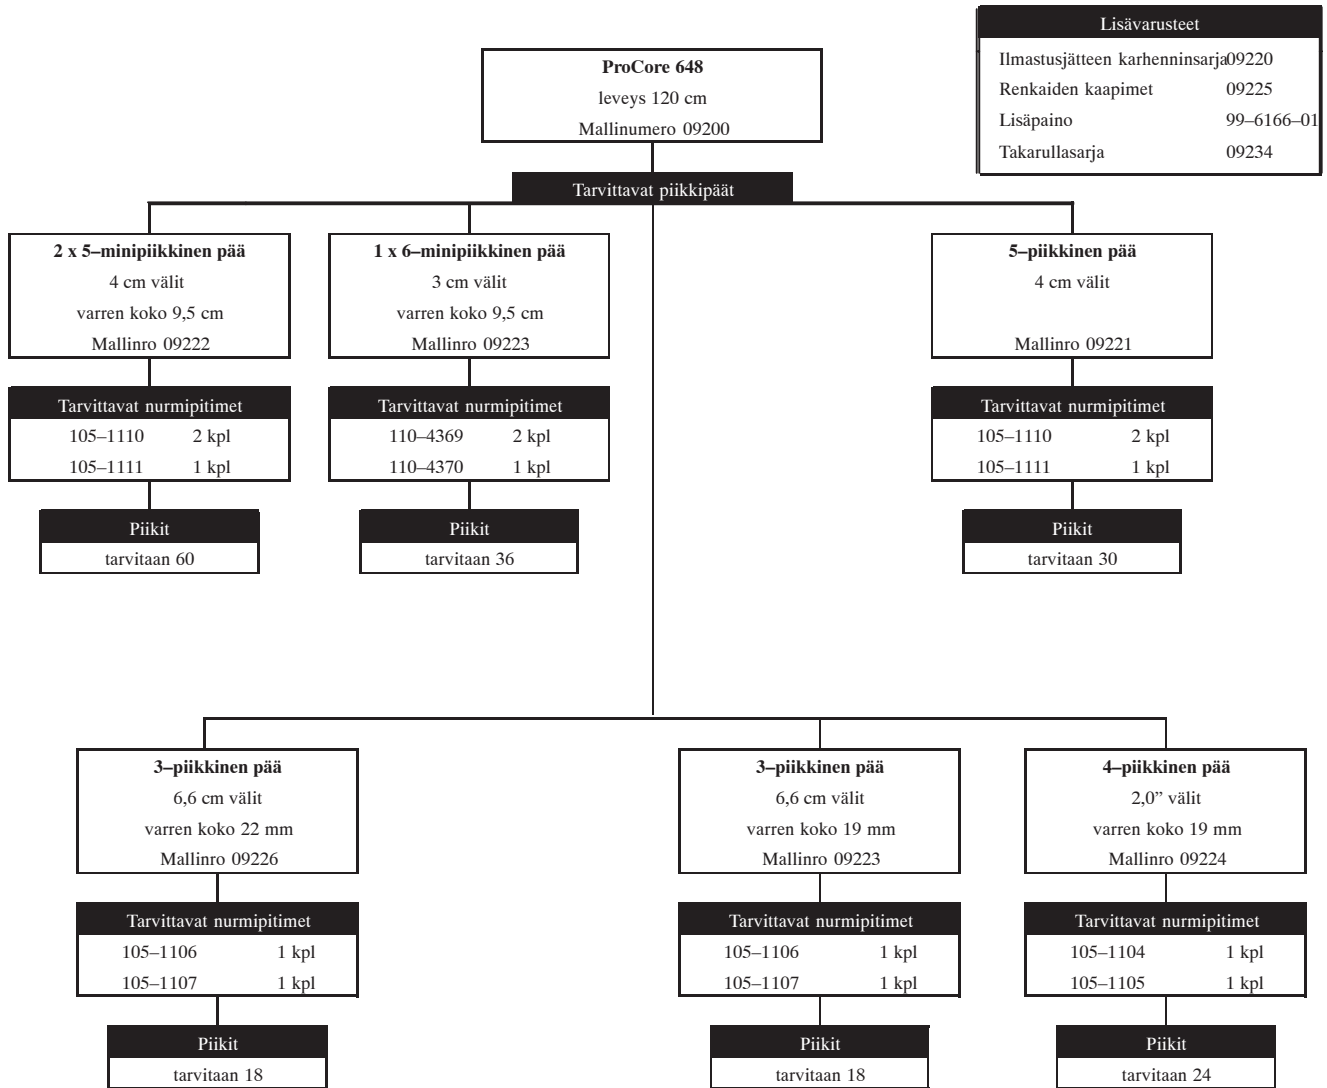 Lisävarusteet
Ilmastusjätteen karhenninsarja09220
Renkaiden kaapimet 09225
Lisäpaino 99–6166–01
Takarullasarja 09234
ProCore 648
leveys 120 cm
Mallinumero 09200
Tarvittavat piikkipäät
2 x 5–minipiikkinen pää
4 cm välit
varren koko 9,5 cm
Mallinro 09222
Tarvittavat nurmipitimet
105–1110 2 kpl
105–1111 1 kpl
Piikit
tarvitaan 60
1 x 6–minipiikkinen pää
3 cm välit
varren koko 9,5 cm
Mallinro 09223
Tarvittavat nurmipitimet
110–4369 2 kpl
110–4370 1 kpl
Piikit
tarvitaan 36
5–piikkinen pää
4 cm välit
Mallinro 09221
Tarvittavat nurmipitimet
105–1110 2 kpl
105–1111 1 kpl
Piikit
tarvitaan 30
3–piikkinen pää
6,6 cm välit
varren koko 22 mm
Mallinro 09226
Tarvittavat nurmipitimet
105–1106 1 kpl
105–1107 1 kpl
Piikit
tarvitaan 18
3–piikkinen pää
6,6 cm välit
varren koko 19 mm
Mallinro 09223
Tarvittavat nurmipitimet
105–1106 1 kpl
105–1107 1 kpl
Piikit
tarvitaan 18
4–piikkinen pää
2,0” välit
varren koko 19 mm
Mallinro 09224
Tarvittavat nurmipitimet
105–1104 1 kpl
105–1105 1 kpl
Piikit
tarvitaan 24